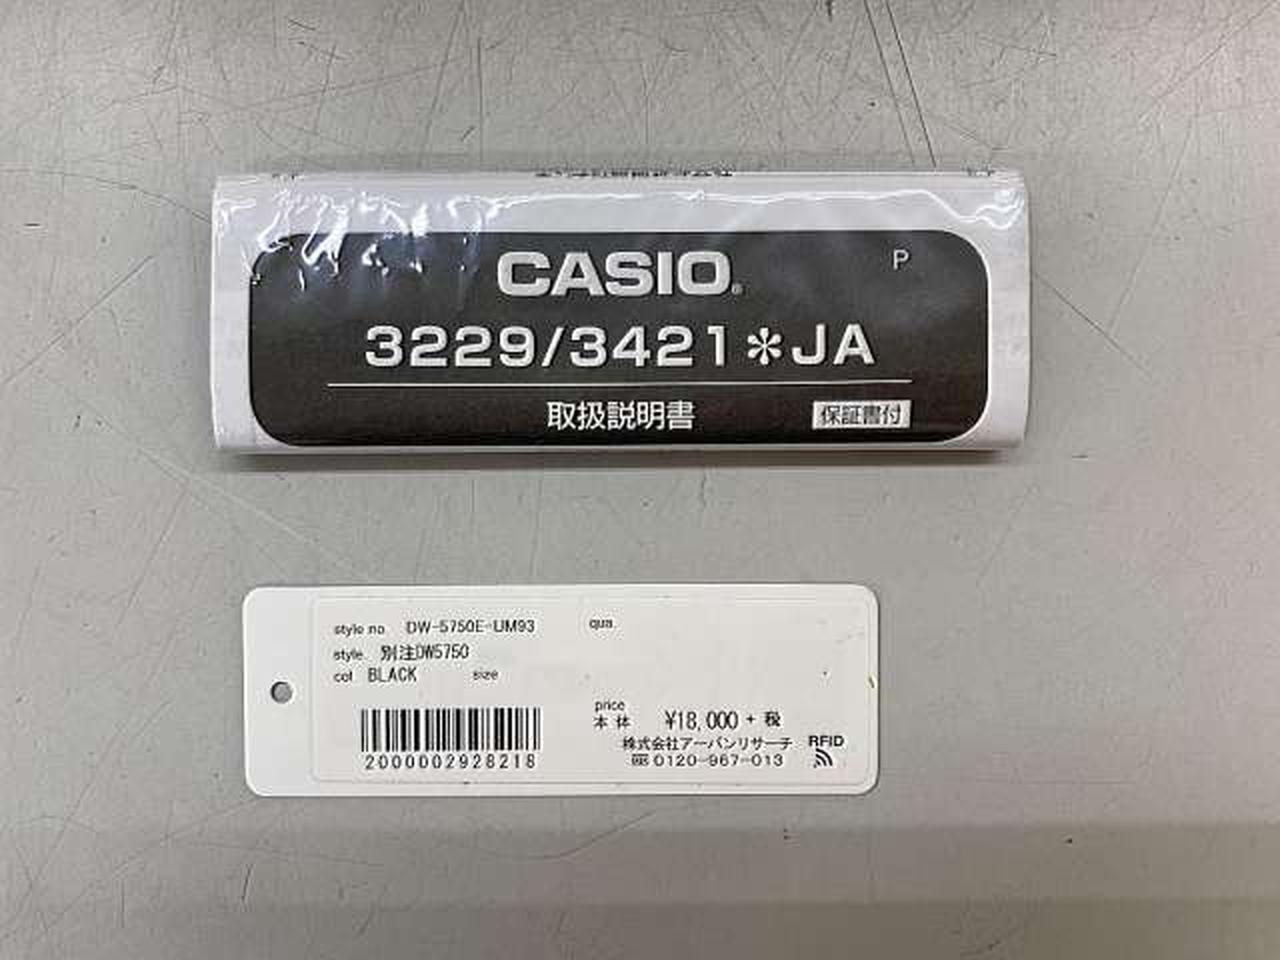 CASIO.
P
3229/3421*JA
取扱説明書
保証書付
style no. DW-5750E-UM93
qua.
style. 別注DW5750
col BLACK size
price
本体 ¥18,000 + 税
2000002928218
株式会社アーバンリサーチ
0120-967-013
RFID